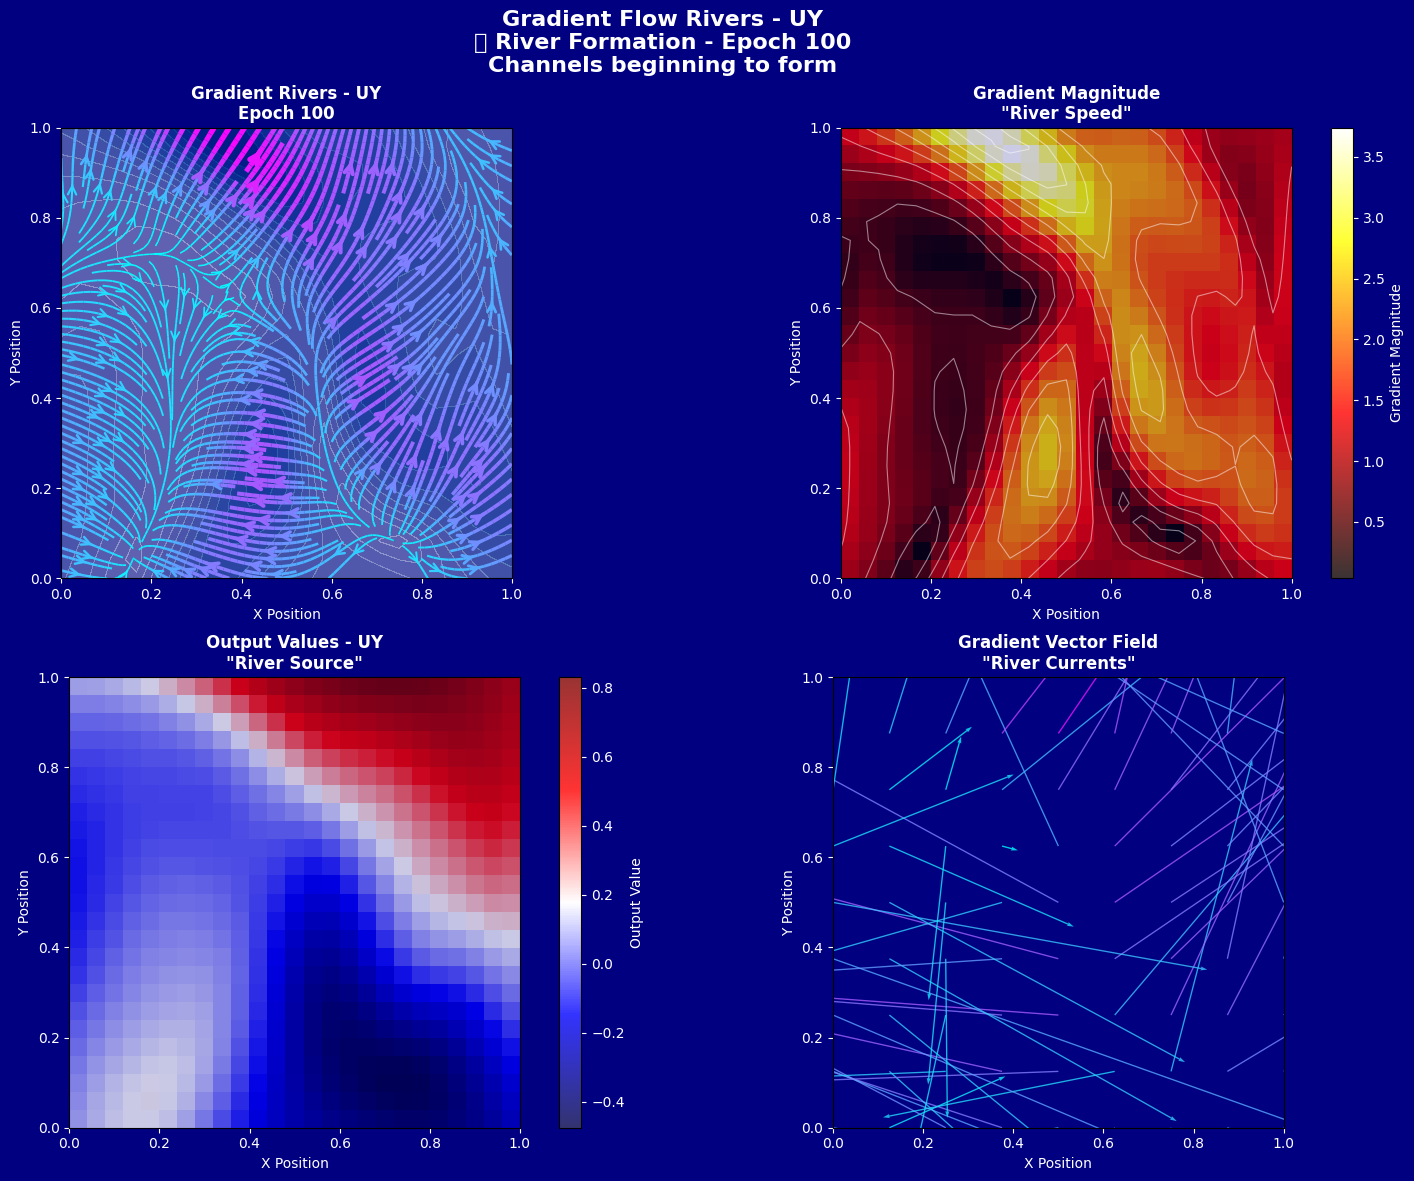 Gradient Flow Rivers - UY
▯ River Formation - Epoch 100
Channels beginning to form
Gradient Rivers - UY
Epoch 100
1.0
0.8
0.6
0.4
0.2
0.0
Y Position
0.0 0.2 0.4 0.6 0.8 1.0
X Position
Gradient Magnitude
"River Speed"
1.0
0.8
0.6
0.4
0.2
0.0
Y Position
0.0 0.2 0.4 0.6 0.8 1.0
X Position
3.5
3.0
2.5
2.0
1.5
1.0
0.5
Gradient Magnitude
Output Values - UY
"River Source"
1.0
0.8
0.6
0.4
0.2
0.0
Y Position
0.0 0.2 0.4 0.6 0.8 1.0
X Position
0.8
0.6
0.4
0.2
0.0
−0.2
−0.4
Output Value
Gradient Vector Field
"River Currents"
1.0
0.8
0.6
0.4
0.2
0.0
Y Position
0.0 0.2 0.4 0.6 0.8 1.0
X Position